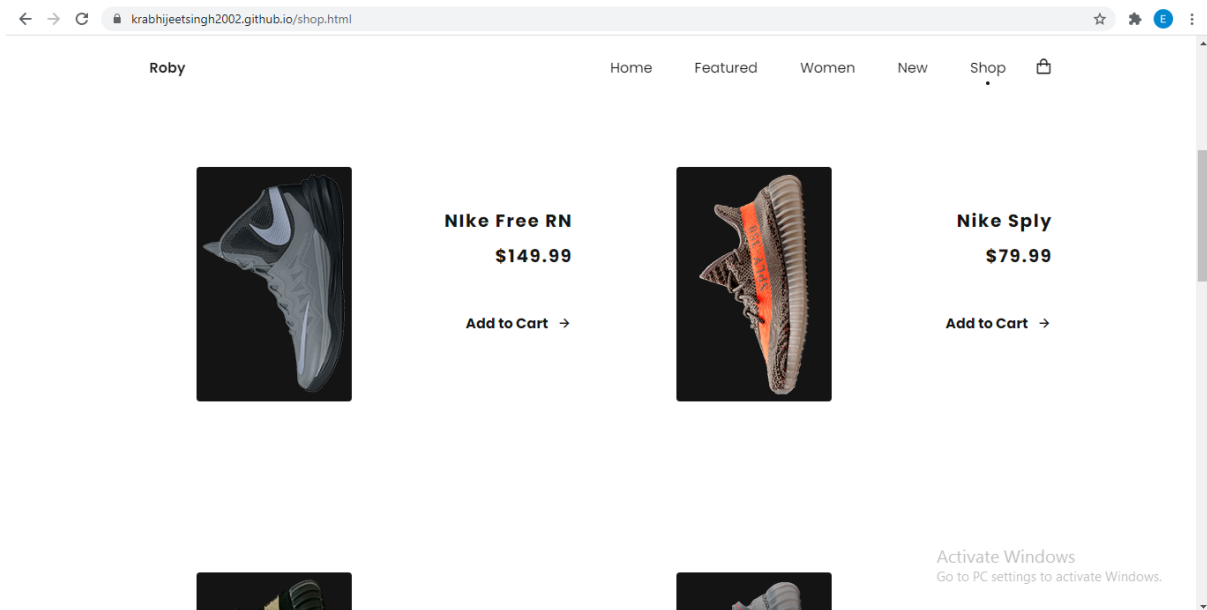 krabhijeetsingh2002.github.io/shop.html
E
Roby
Home Featured Women New Shop
NIke Free RN
$149.99
Add to Cart →
Nike Sply
$79.99
Add to Cart →
Activate Windows
Go to PC settings to activate Windows.